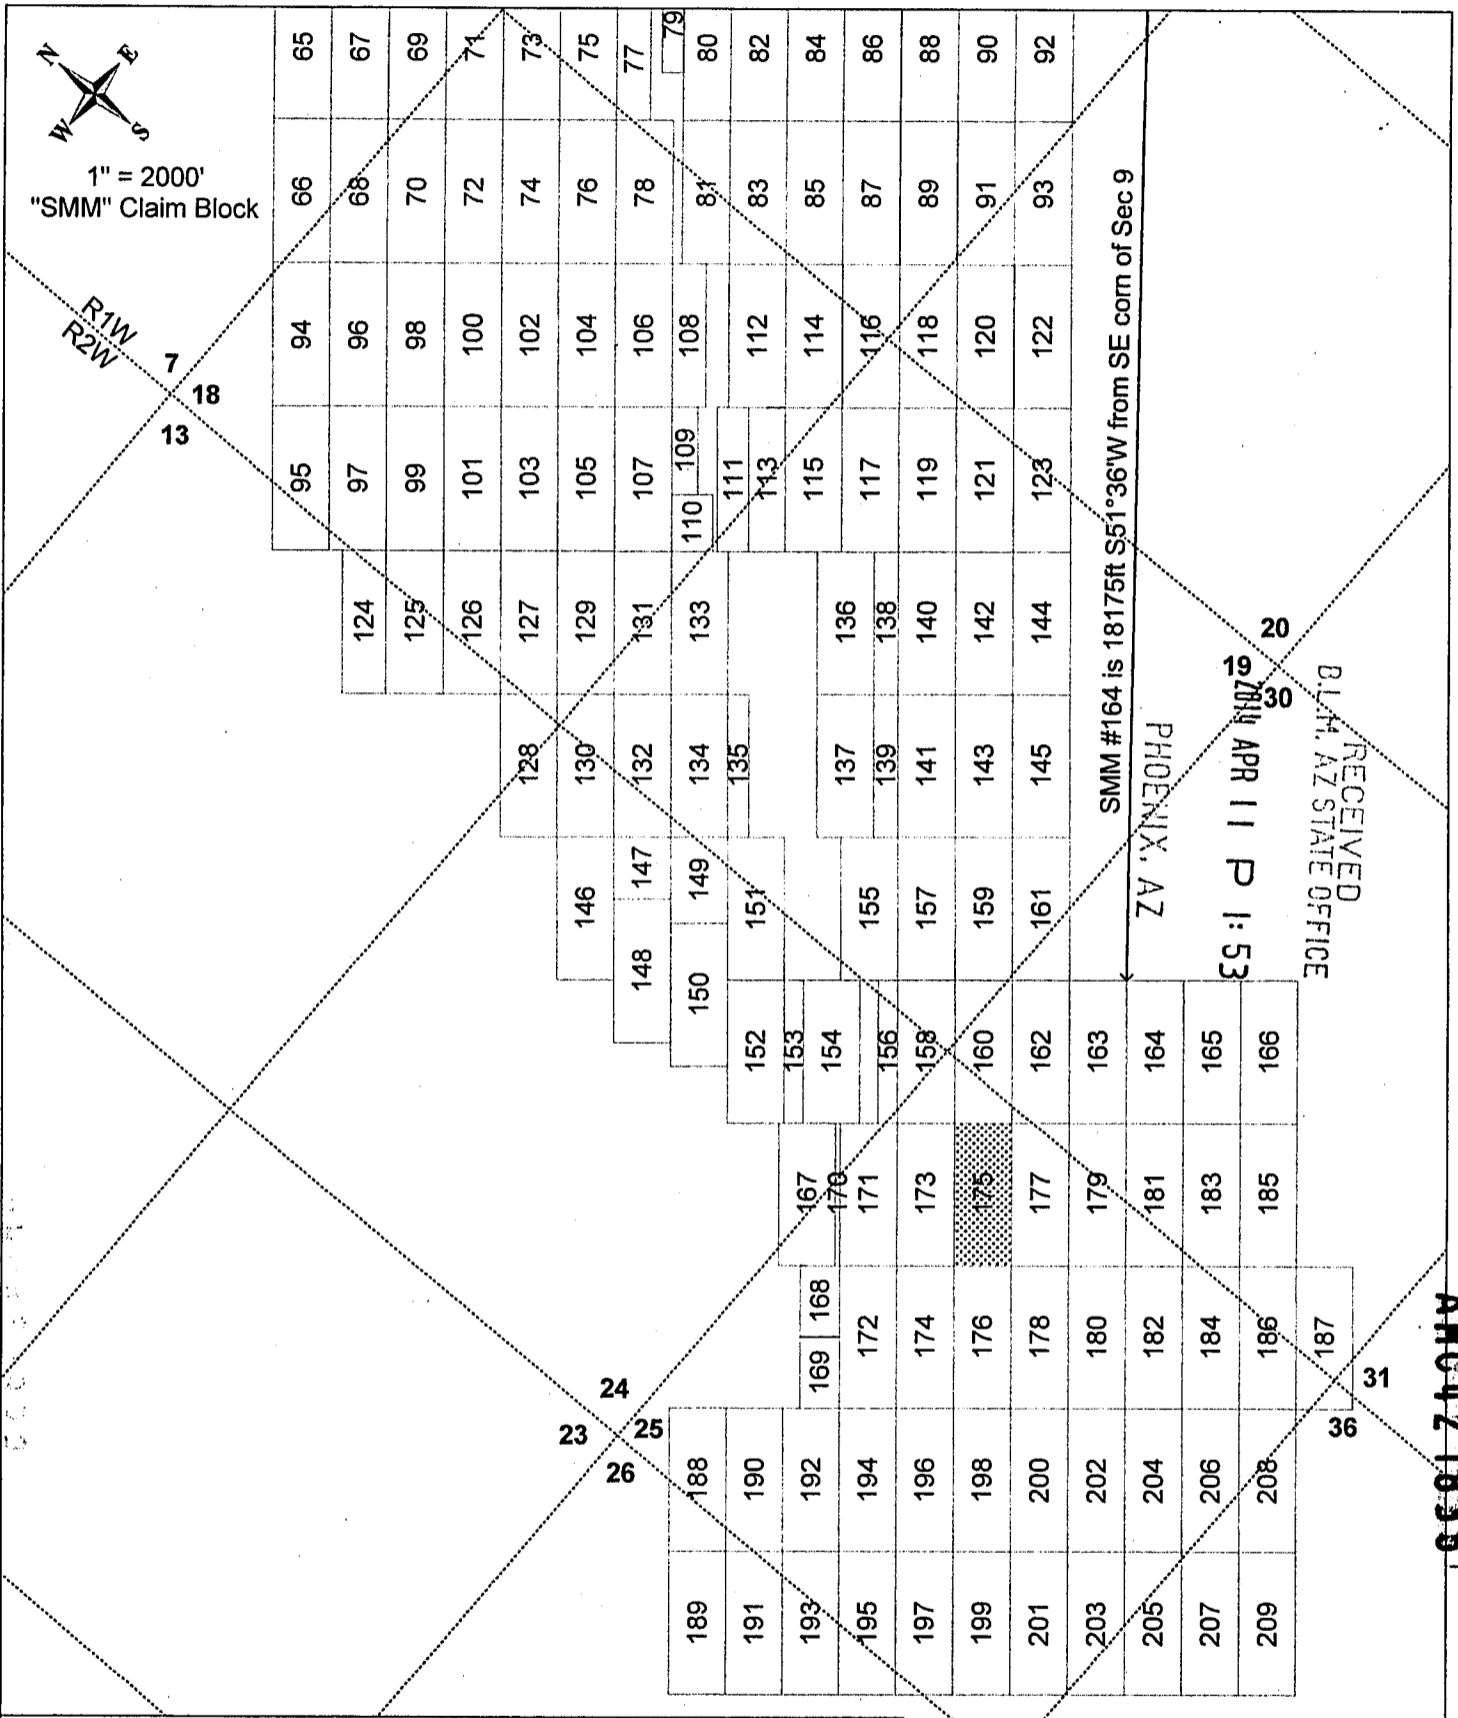 N E
W S
1" = 2000'
"SMM" Claim Block
R1W
R2W
7
18
13
65 67 69 71 73 75 77 79 80 82 84 86 88 90 92
66 68 70 72 74 76 78 81 83 85 87 89 91 93
94 96 98 100 102 104 106 108 112 114 116 118 120 122
95 97 99 101 103 105 107 109 110 111 113 115 117 119 121 123
124 125 126 127 129 131 133 136 138 140 142 144
128 130 132 134 135 137 139 141 143 145
146 147 149 151 155 157 159 161
148 150
152 153 154 156 158 160 162 163 164 165 166
167 170 171 173 175 177 179 181 183 185
168 169 172 174 176 178 180 182 184 186 187
188 190 192 194 196 198 200 202 204 206 208
189 191 193 195 197 199 201 203 205 207 209
SMM #164 is 18175ft S51°36'W from SE corn of Sec 9
20
19
30
24
23
25
26
31
36
RECEIVED
B.L.M. AZ STATE OFFICE
2014 APR 11 P 1:53
PHOENIX, AZ